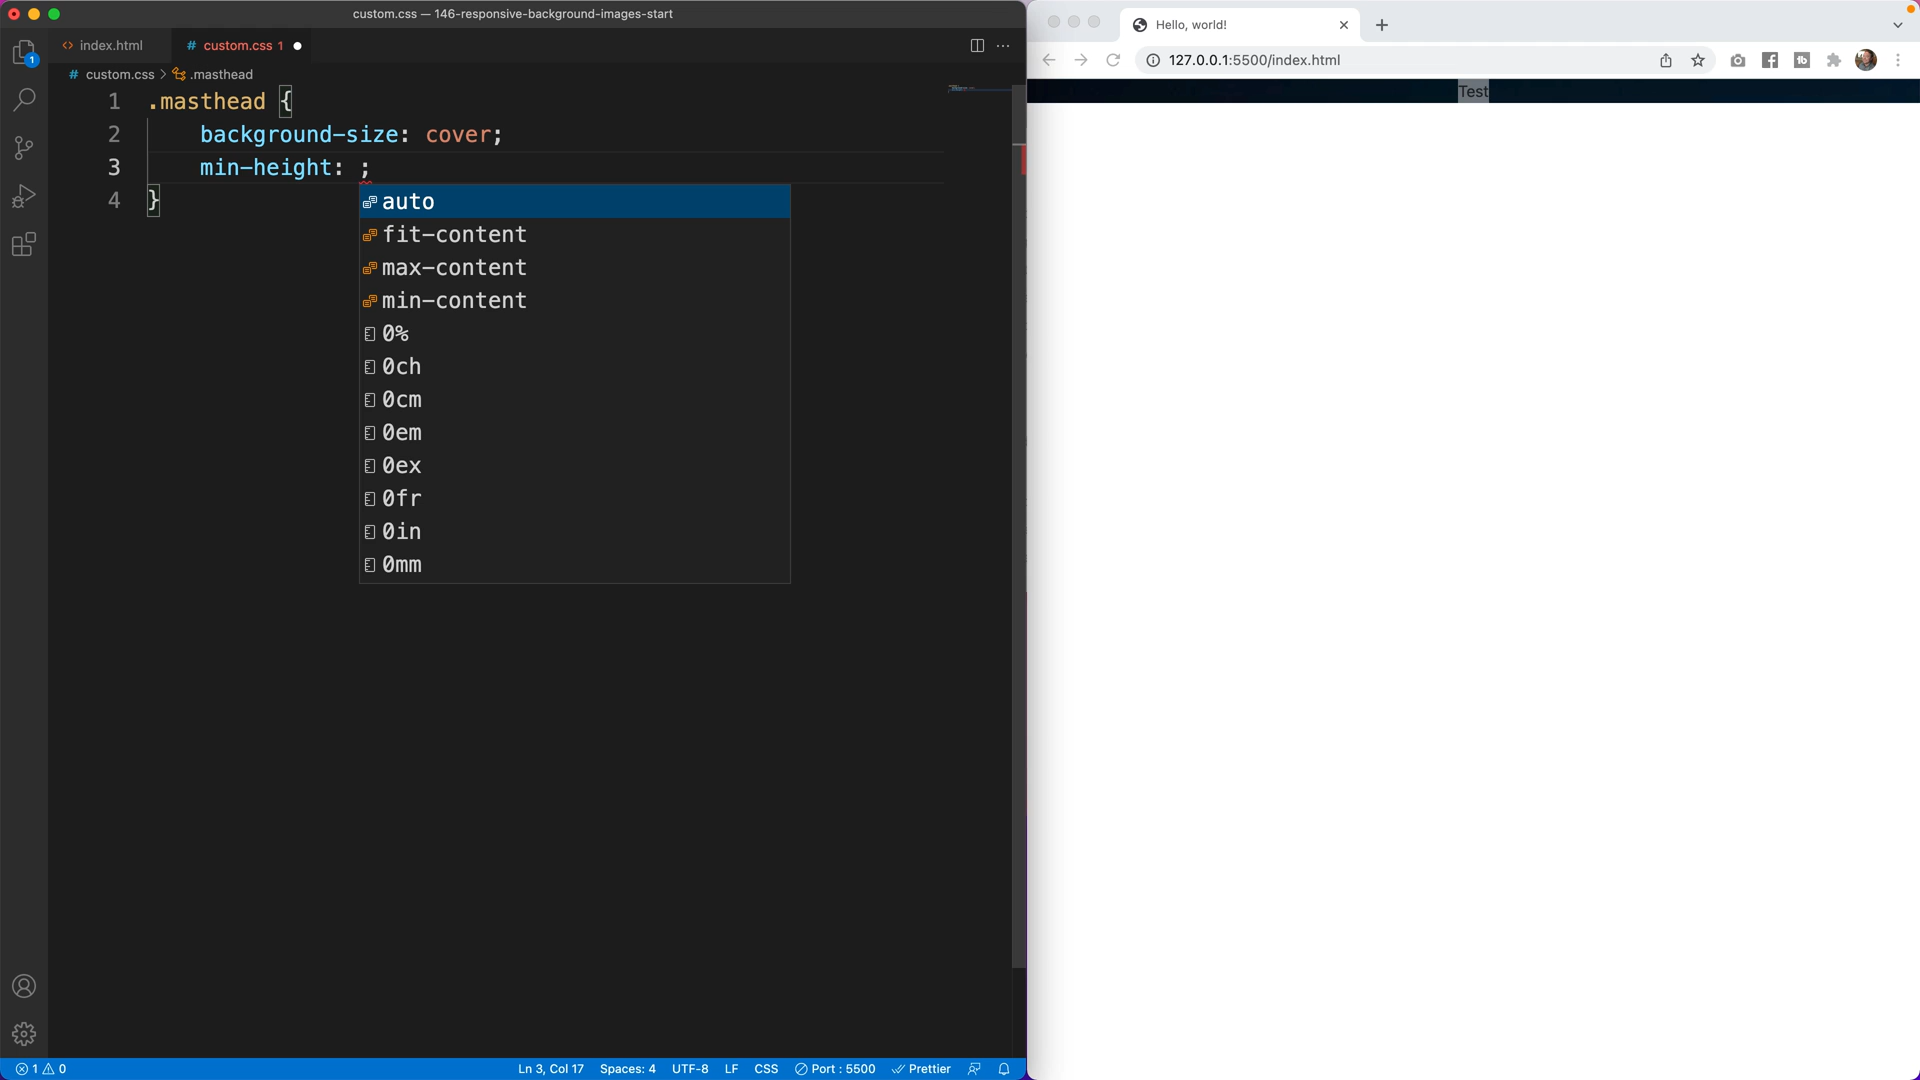 custom.css — 146-responsive-background-images-start
index.html
# custom.css 1
# custom.css > .masthead
1 .masthead {
2 background-size: cover;
3 min-height: ;
4 }
auto
fit-content
max-content
min-content
0%
0ch
0cm
0em
0ex
0fr
0in
0mm
1
1 0
Ln 3, Col 17
Spaces: 4
UTF-8
LF
CSS
Port : 5500
Prettier
Hello, world!
127.0.0.1:5500/index.html
tb
Test